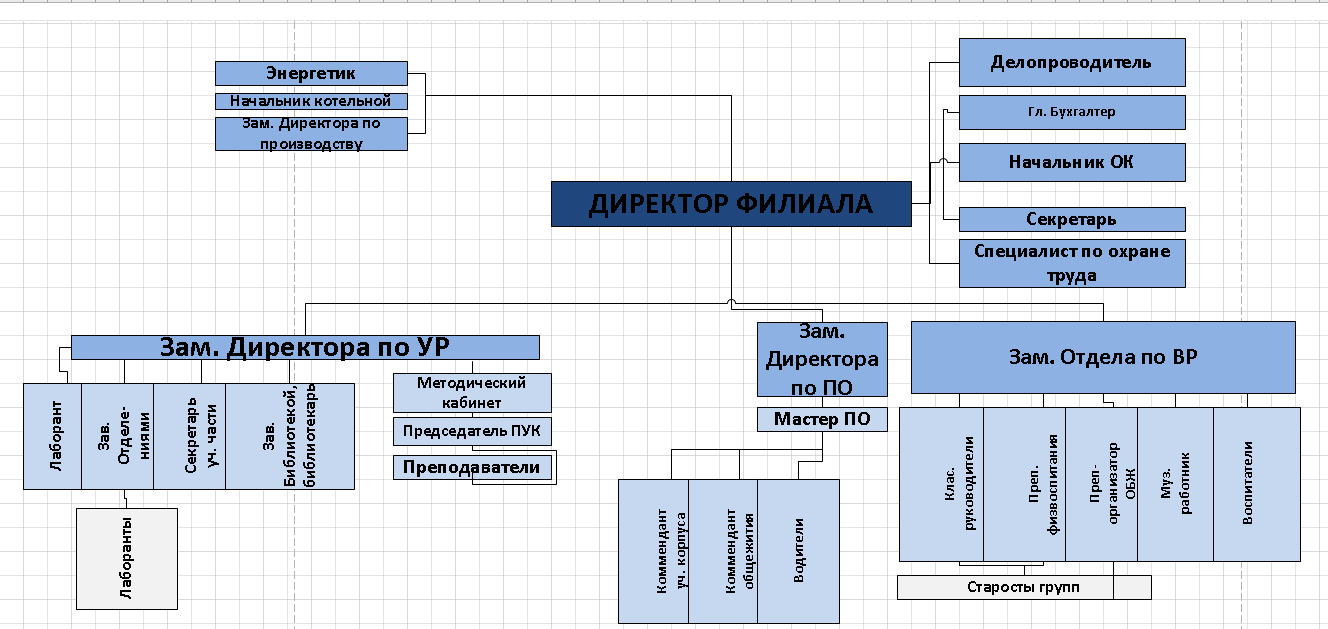 Энергетик
Начальник котельной
Зам. Директора по
производству
Делопроводитель
Гл. Бухгалтер
Начальник ОК
Секретарь
Специалист по охране
труда
ДИРЕКТОР ФИЛИАЛА
Зам. Директора по УР
Зам.
Директора
по ПО
Зам. Отдела по ВР
Лаборант
Зав.
Отделе-
ниями
Секретарь
уч. части
Зав.
Библиотекой,
библиотекарь
Методический
кабинет
Председатель ПУК
Преподаватели
Мастер ПО
Лаборанты
Коммендант
уч. корпуса
Коммендант
общежития
Водители
Клас.
руководители
Преп.
физвоспитания
Преп-
организатор
ОБЖ
Муз.
работник
Воспитатели
Старосты групп